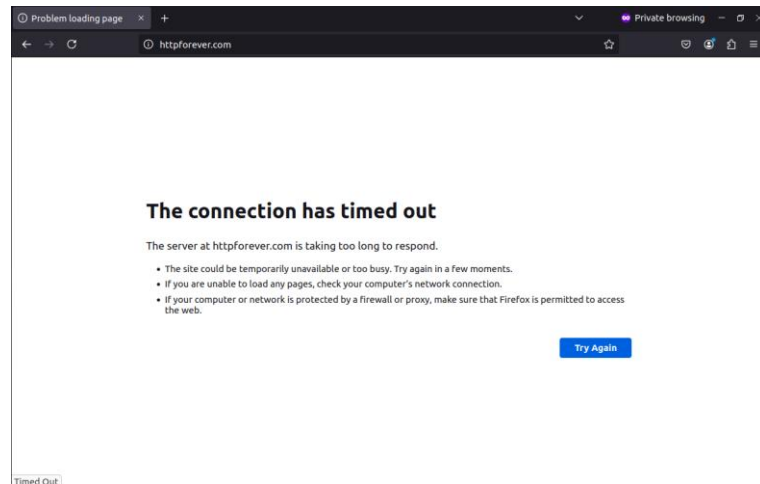 Problem loading page
Private browsing
httpforever.com
The connection has timed out
The server at httpforever.com is taking too long to respond.
• The site could be temporarily unavailable or too busy. Try again in a few moments.
• If you are unable to load any pages, check your computer's network connection.
• If your computer or network is protected by a firewall or proxy, make sure that Firefox is permitted to access
the web.
Try Again
Timed Out